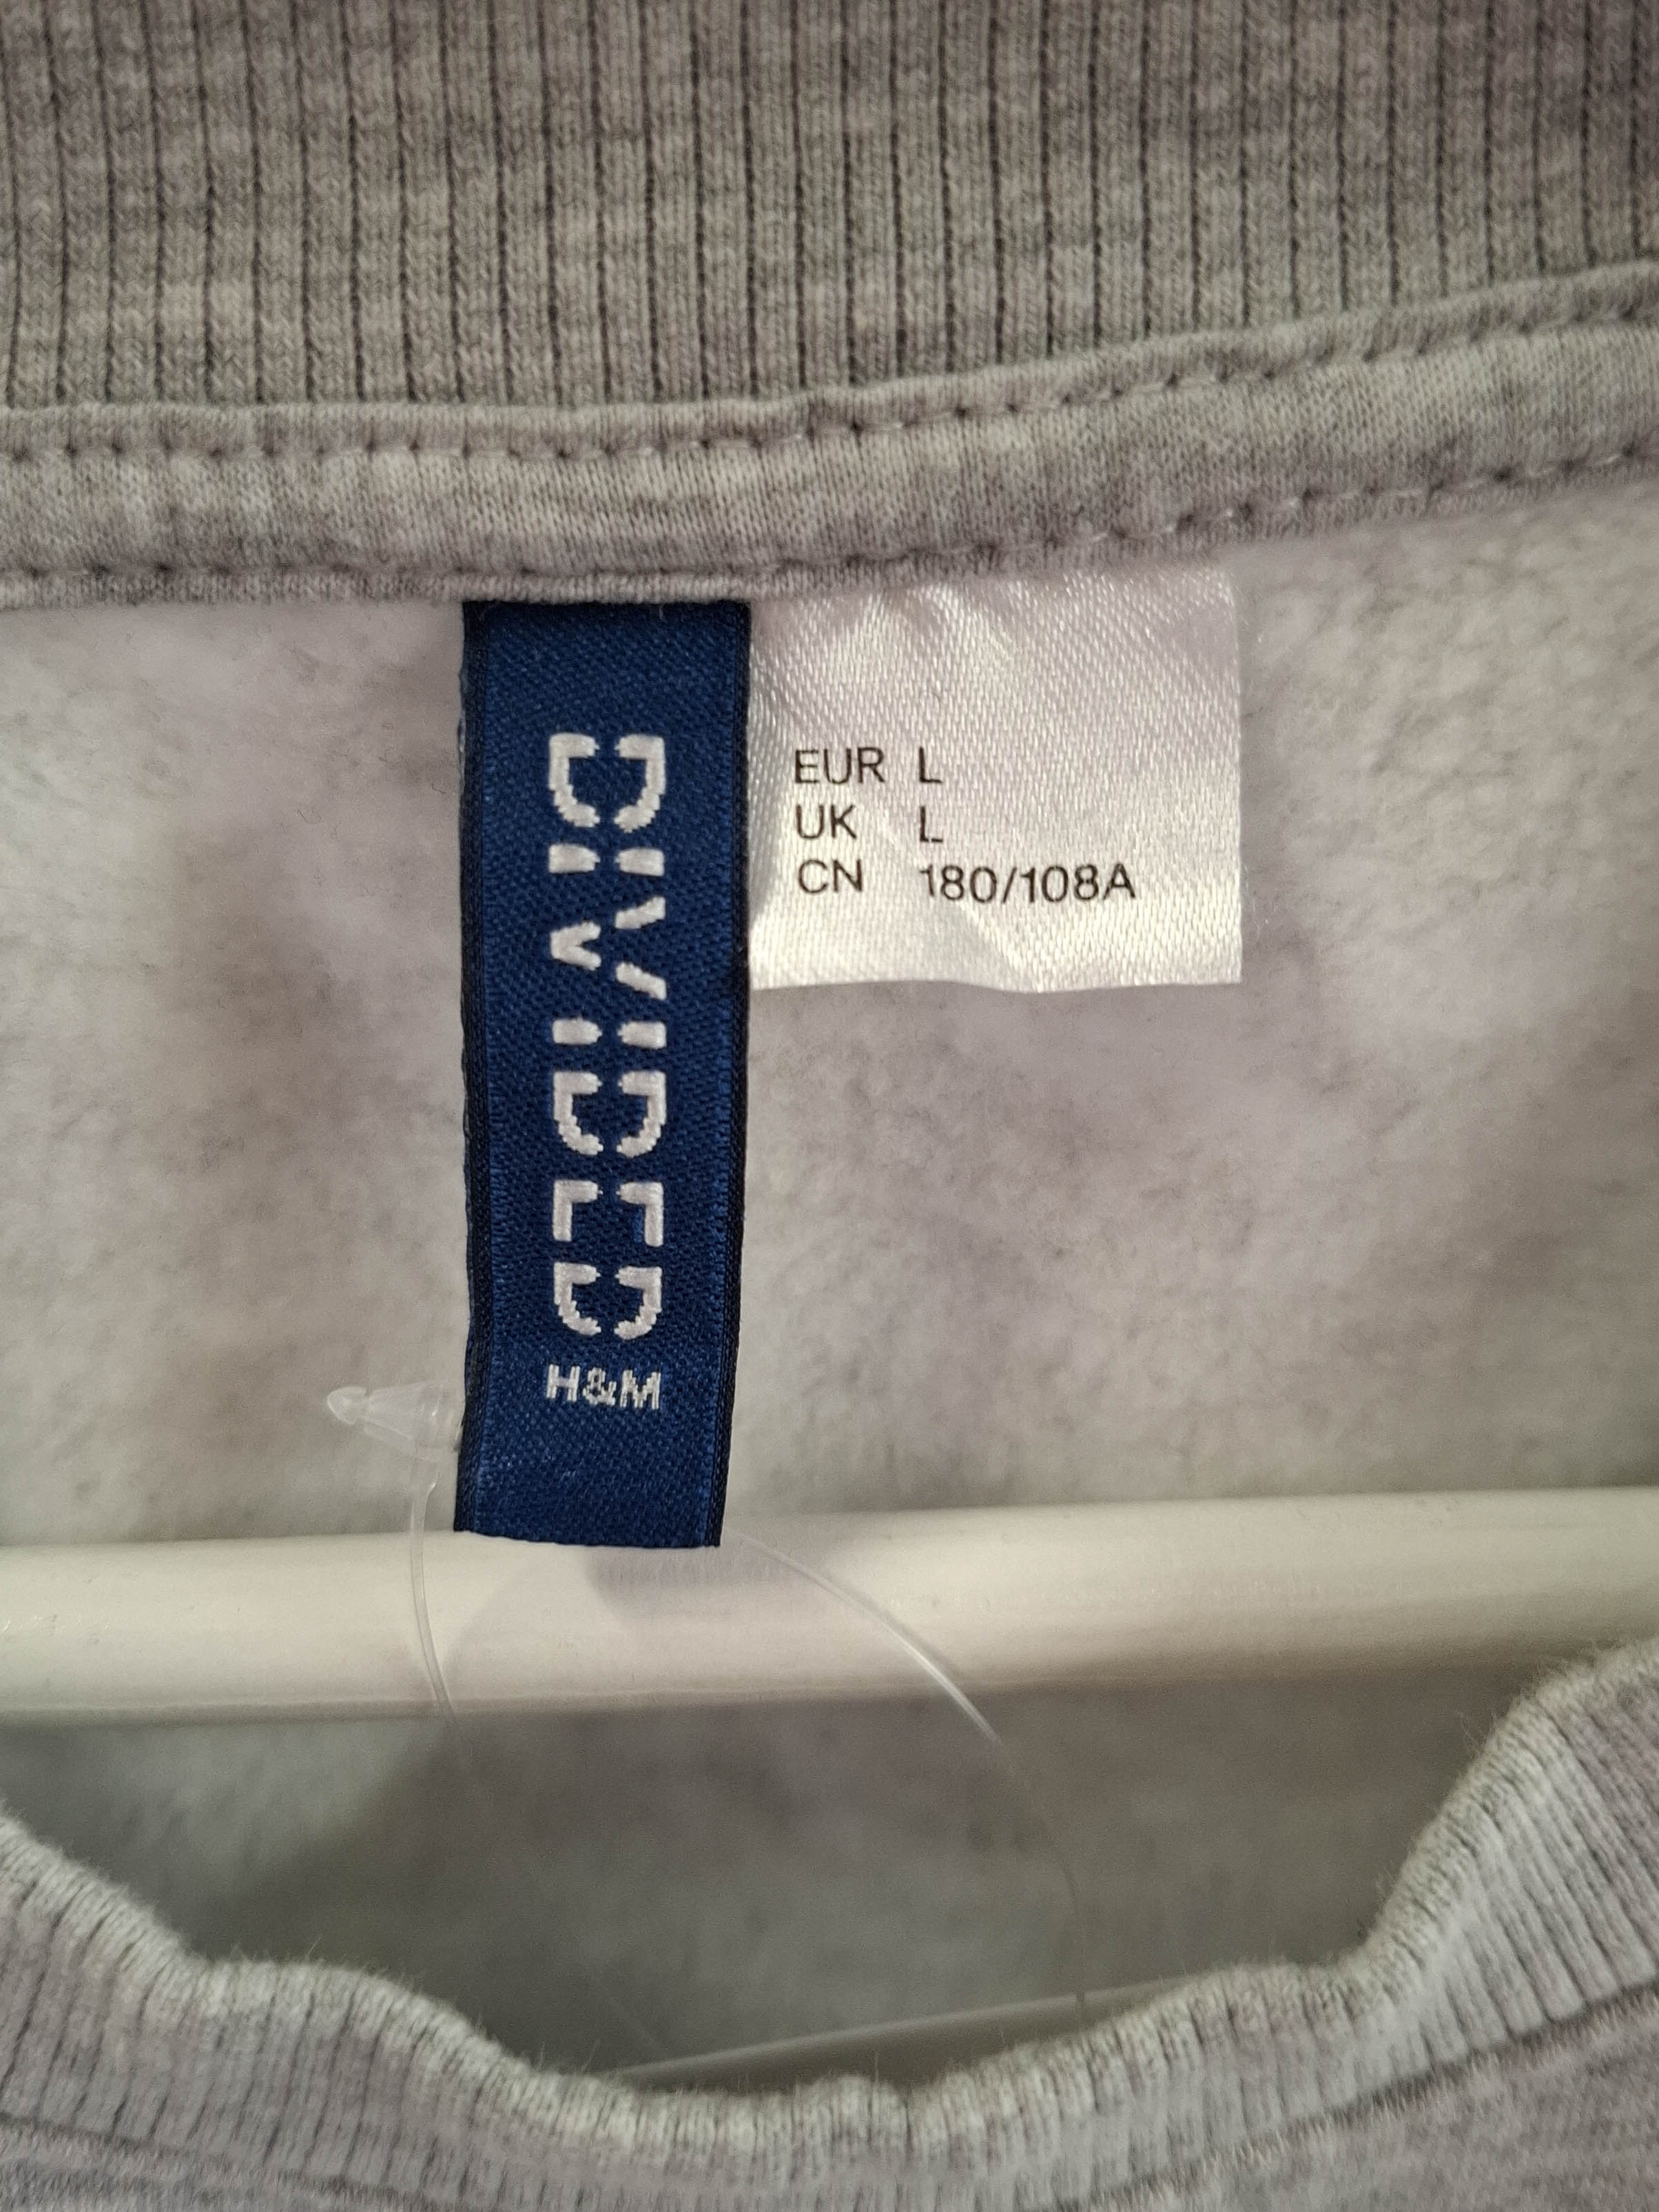 DIVIDED
H&M
EUR L
UK L
CN 180/108A